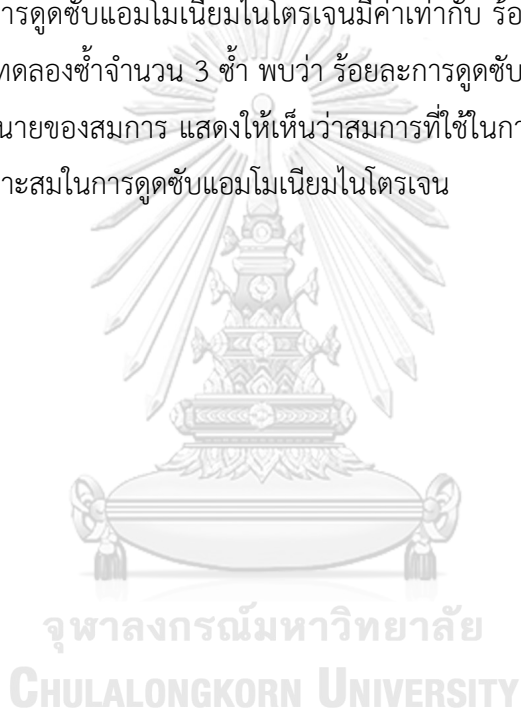 ารดูดซับแอมโมเนียมไนโตรเจนมีค่าเท่ากับ ร้อ
ทดลองซ้ำจำนวน 3 ซ้ำ พบว่า ร้อยละการดูดซับ
นายของสมการ แสดงให้เห็นว่าสมการที่ใช้ในกา
าะสมในการดูดซับแอมโมเนียมไนโตรเจน
จุฬาลงกรณ์มหาวิทยาลัย
CHULALONGKORN UNIVERSITY